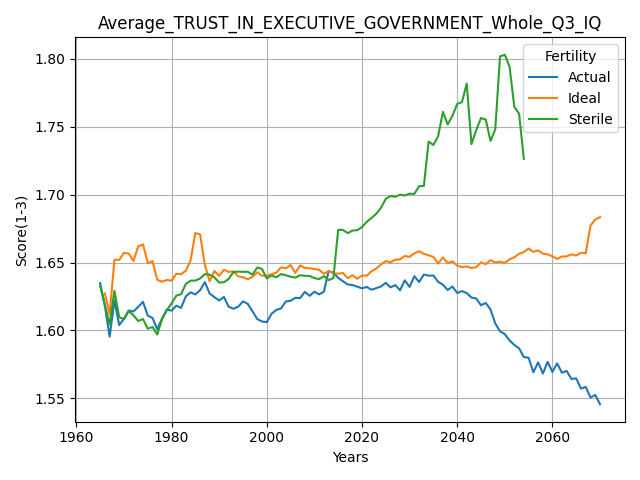 Average_TRUST_IN_EXECUTIVE_GOVERNMENT_Whole_Q3_IQ
Fertility
Actual
Ideal
Sterile
Score(1-3)
1.80
1.75
1.70
1.65
1.60
1.55
1960
1980
2000
2020
2040
2060
Years